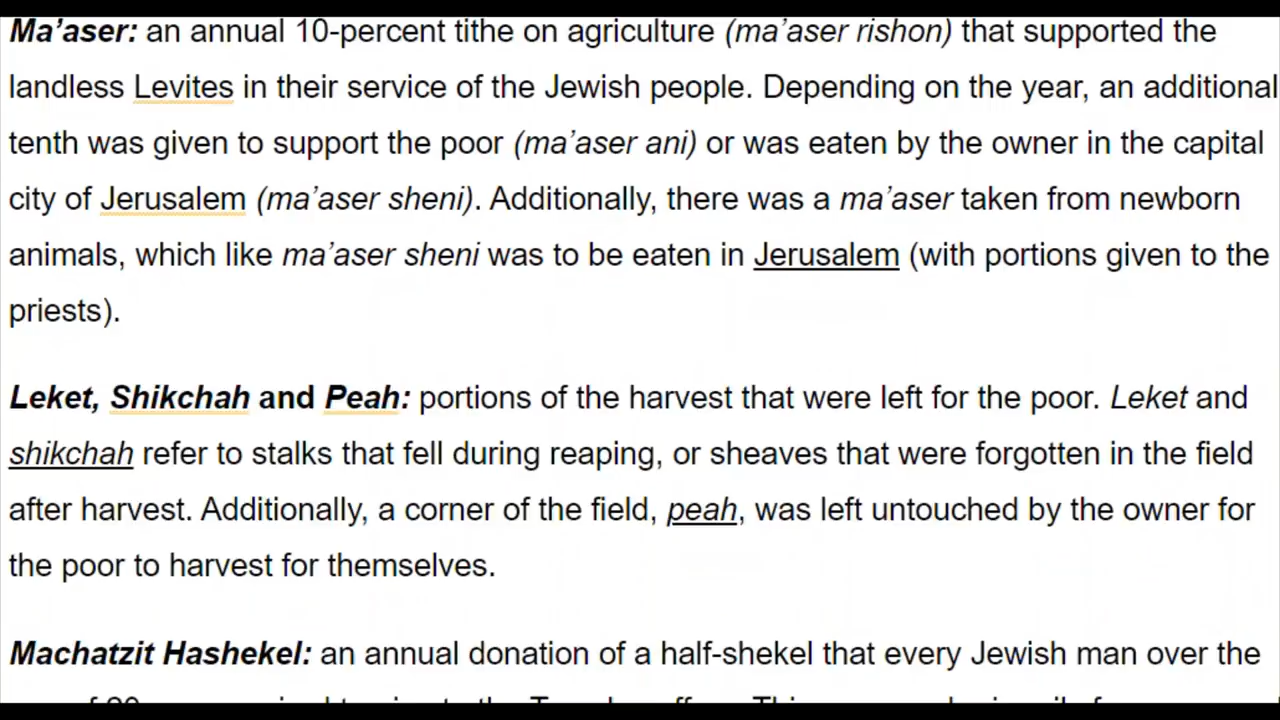 Ma’aser: an annual 10-percent tithe on agriculture (ma’aser rishon) that supported the
landless Levites in their service of the Jewish people. Depending on the year, an additional
tenth was given to support the poor (ma’aser ani) or was eaten by the owner in the capital
city of Jerusalem (ma’aser sheni). Additionally, there was a ma’aser taken from newborn
animals, which like ma’aser sheni was to be eaten in Jerusalem (with portions given to the
priests).
Leket, Shikchah and Peah: portions of the harvest that were left for the poor. Leket and
shikchah refer to stalks that fell during reaping, or sheaves that were forgotten in the field
after harvest. Additionally, a corner of the field, peah, was left untouched by the owner for
the poor to harvest for themselves.
Machatzit Hashekel: an annual donation of a half-shekel that every Jewish man over the